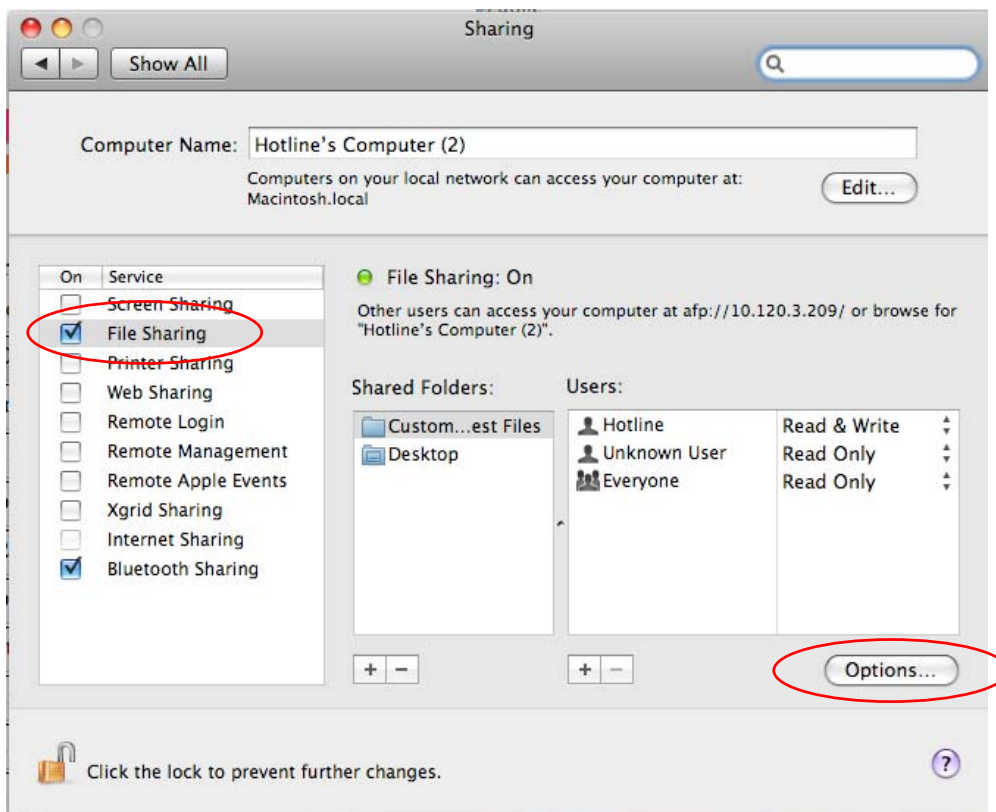 Sharing
Show All
Computer Name: Hotline's Computer (2)
Computers on your local network can access your computer at:
Macintosh.local
Edit...
On Service
Screen Sharing
File Sharing
Printer Sharing
Web Sharing
Remote Login
Remote Management
Remote Apple Events
Xgrid Sharing
Internet Sharing
Bluetooth Sharing
File Sharing: On
Other users can access your computer at afp://10.120.3.209/ or browse for
"Hotline's Computer (2)".
Shared Folders:
Custom...est Files
Desktop
Users:
Hotline Read & Write
Unknown User Read Only
Everyone Read Only
+ −
+ −
Options...
Click the lock to prevent further changes.
?